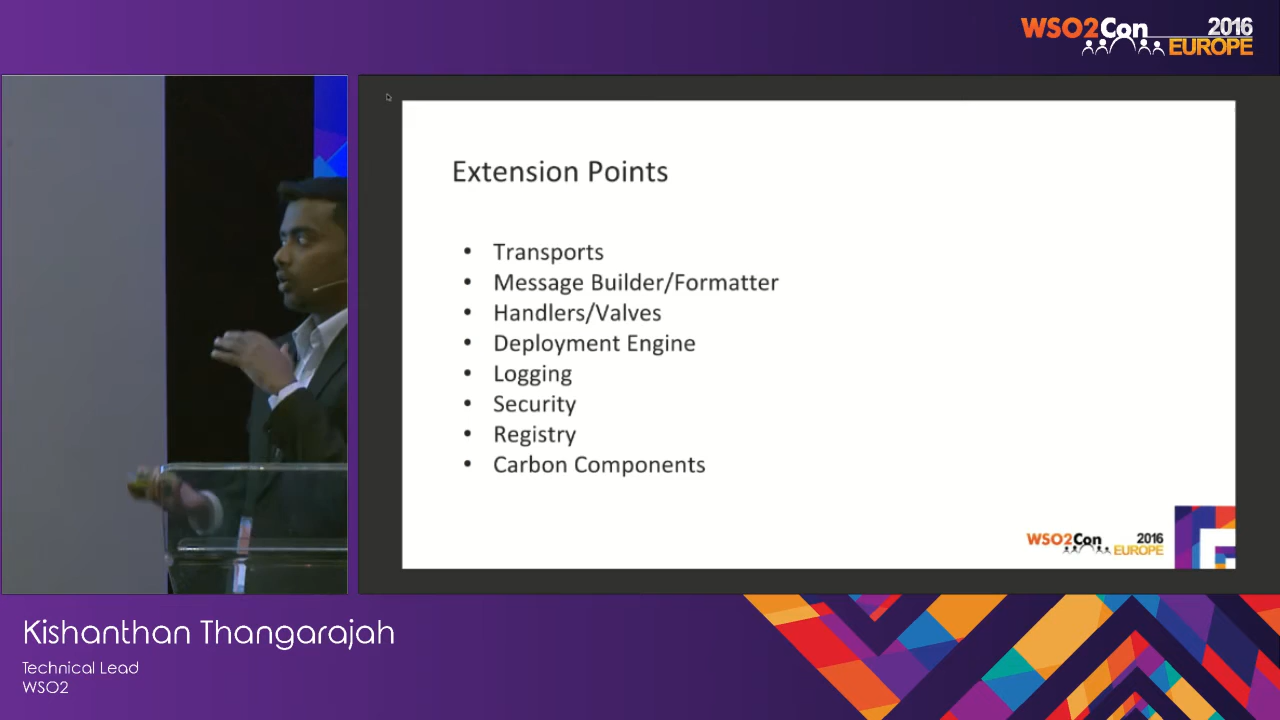 WSO2Con 2016
EUROPE
Extension Points
• Transports
• Message Builder/Formatter
• Handlers/Valves
• Deployment Engine
• Logging
• Security
• Registry
• Carbon Components
WSO2Con 2016
EUROPE
Kishanthan Thangarajah
Technical Lead
WSO2